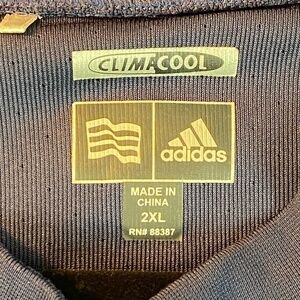 CLIMACOOL
adidas
MADE IN
CHINA
2XL
RN# 88387